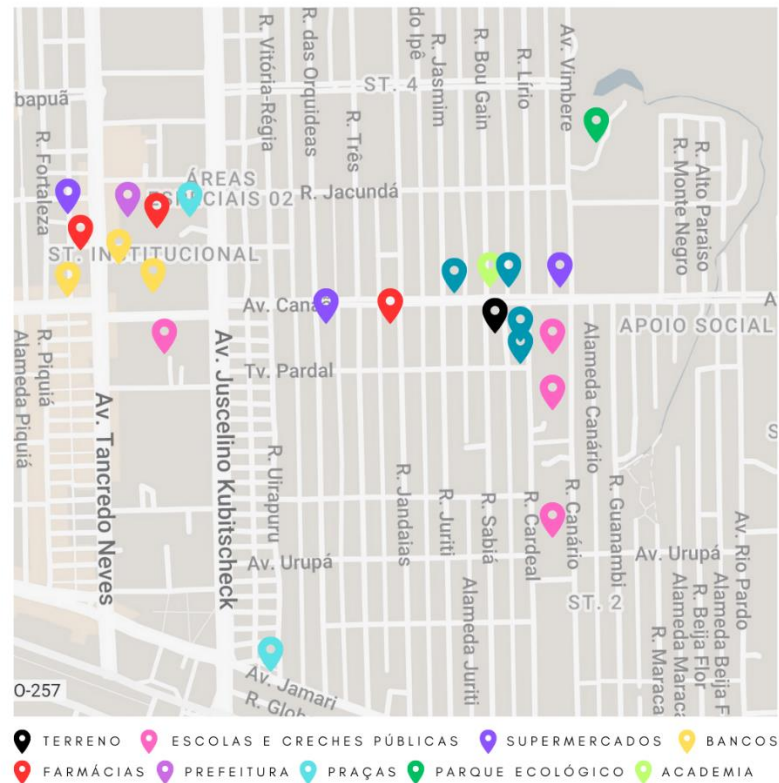 R. Vitória-Régia
R. das Orquideas
do Ipê
R. Jasmim
R. Bou Gain
R. Lírio
Av. Vimbere
ST. 4
bapuã
R. Fortaleza
R. Três
ÁREAS
ESPECIAIS 02
R. Jacundá
R. Monte Negro
R. Alto Paraiso
ST. INSTITUCIONAL
Av. Canaã
A
APOIO SOCIAL
R. Piquiá
Alameda Piquiá
Tv. Pardal
Alameda Canário
Av. Tancredo Neves
Av. Juscelino Kubitscheck
S
R. Uirapuru
R. Jandaias
R. Juriti
R. Sabiá
R. Cardeal
R. Canário
R. Guanambi
Av. Rio Pardo
Av. Urupá
Av. Urupá
ST. 2
Alameda Juriti
R. Maraca
Alameda Maraca
R. Beija Flor
Alameda Beija F
O-257
Av. Jamari
R. Glob
TERRENO
ESCOLAS E CRECHES PÚBLICAS
SUPERMERCADOS
BANCOS
FARMÁCIAS
PREFEITURA
PRAÇAS
PARQUE ECOLÓGICO
ACADEMIA